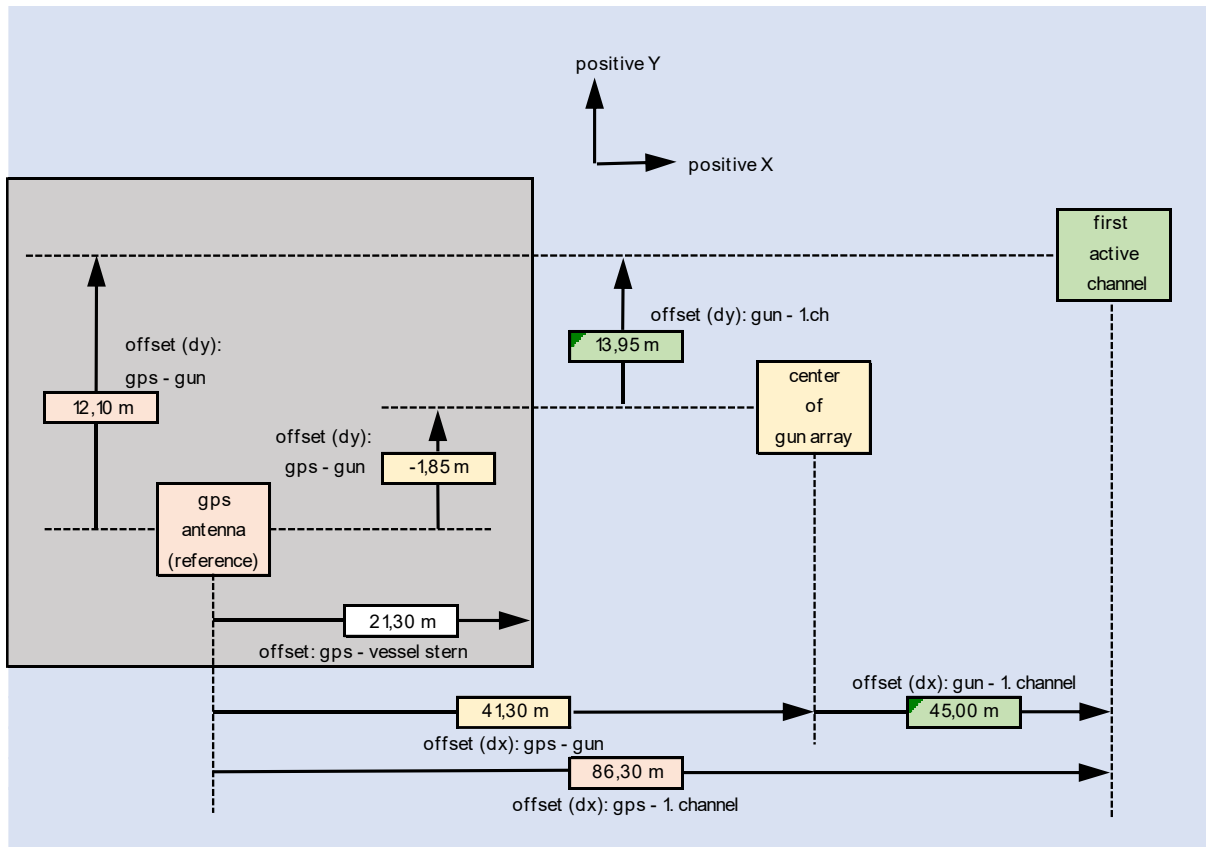 positive Y
positive X
first
active
channel
offset (dy): gun - 1.ch
13,95 m
offset (dy):
gps - gun
12,10 m
center
of
gun array
offset (dy):
gps - gun
-1,85 m
gps
antenna
(reference)
21,30 m
offset: gps - vessel stern
offset (dx): gun - 1. channel
41,30 m
45,00 m
offset (dx): gps - gun
86,30 m
offset (dx): gps - 1. channel